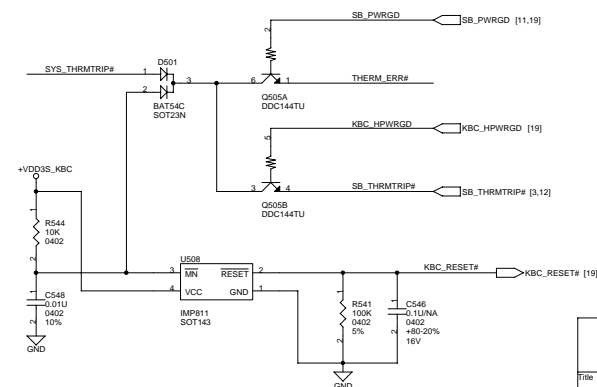 SB_PWRGD
SB_PWRGD [11,19]
2
D501
SYS_THRMTRIP#
1
3
6
1
THERM_ERR#
2
BAT54C
SOT23N
Q505A
DDC144TU
KBC_HPWRGD
KBC_HPWRGD [19]
5
+VDD3S_KBC
3
4
SB_THRMTRIP#
SB_THRMTRIP# [3,12]
Q505B
DDC144TU
1
R544
10K
0402
2
U508
3
MN
RESET
2
KBC_RESET#
KBC_RESET# [19]
4
VCC
GND
1
1
C548
0.01U
0402
10%
2
GND
IMP811
SOT143
1
R541
100K
0402
5%
2
1
C546
0.1U/NA
0402
+80-20%
16V
2
GND
Title